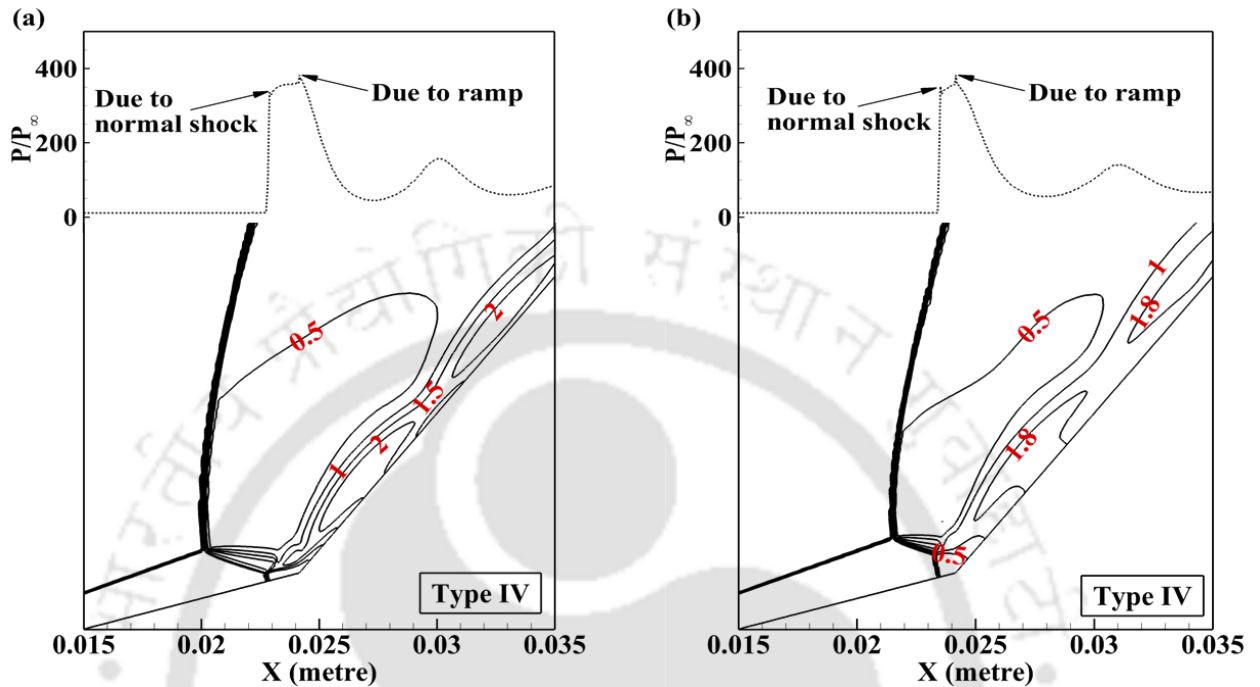 (a)
400
200
0
P/P∞
Due to
normal shock
Due to ramp
0.5
1
2
1.5
2
Type IV
0.015 0.02 0.025 0.03 0.035
X (metre)
(b)
400
200
0
P/P∞
Due to
normal shock
Due to ramp
1
1.8
0.5
1.8
0.5
Type IV
0.015 0.02 0.025 0.03 0.035
X (metre)